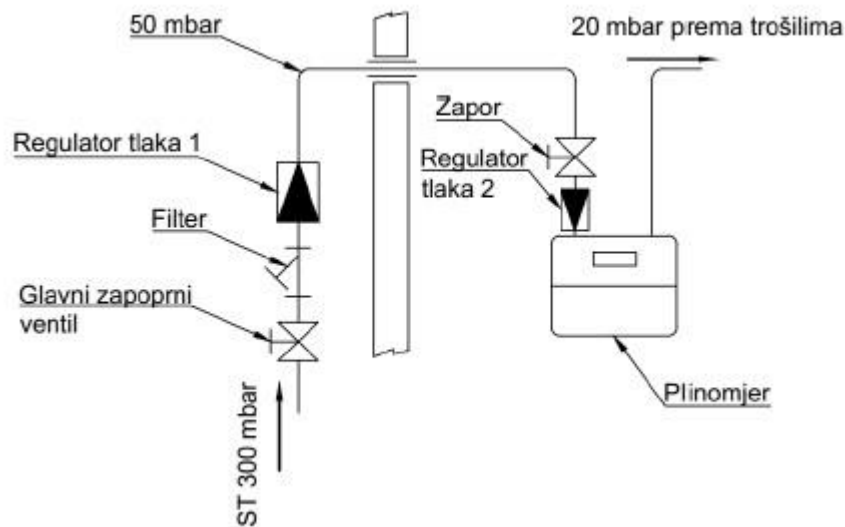 50 mbar
20 mbar prema trošilima
Zapor
Regulator tlaka 1
Regulator
tlaka 2
Filter
Glavni zapoprni
ventil
Plinomjer
ST 300 mbar